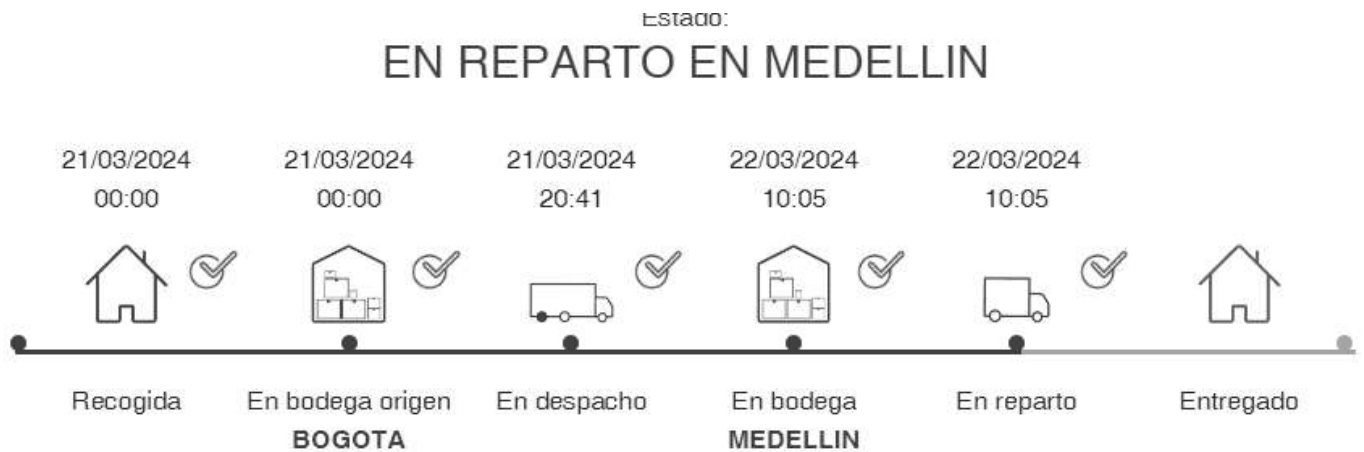 Estado:
EN REPARTO EN MEDELLIN
21/03/2024 21/03/2024 21/03/2024 22/03/2024 22/03/2024
00:00 00:00 20:41 10:05 10:05
Recogida En bodega origen En despacho En bodega En reparto Entregado
BOGOTA MEDELLIN